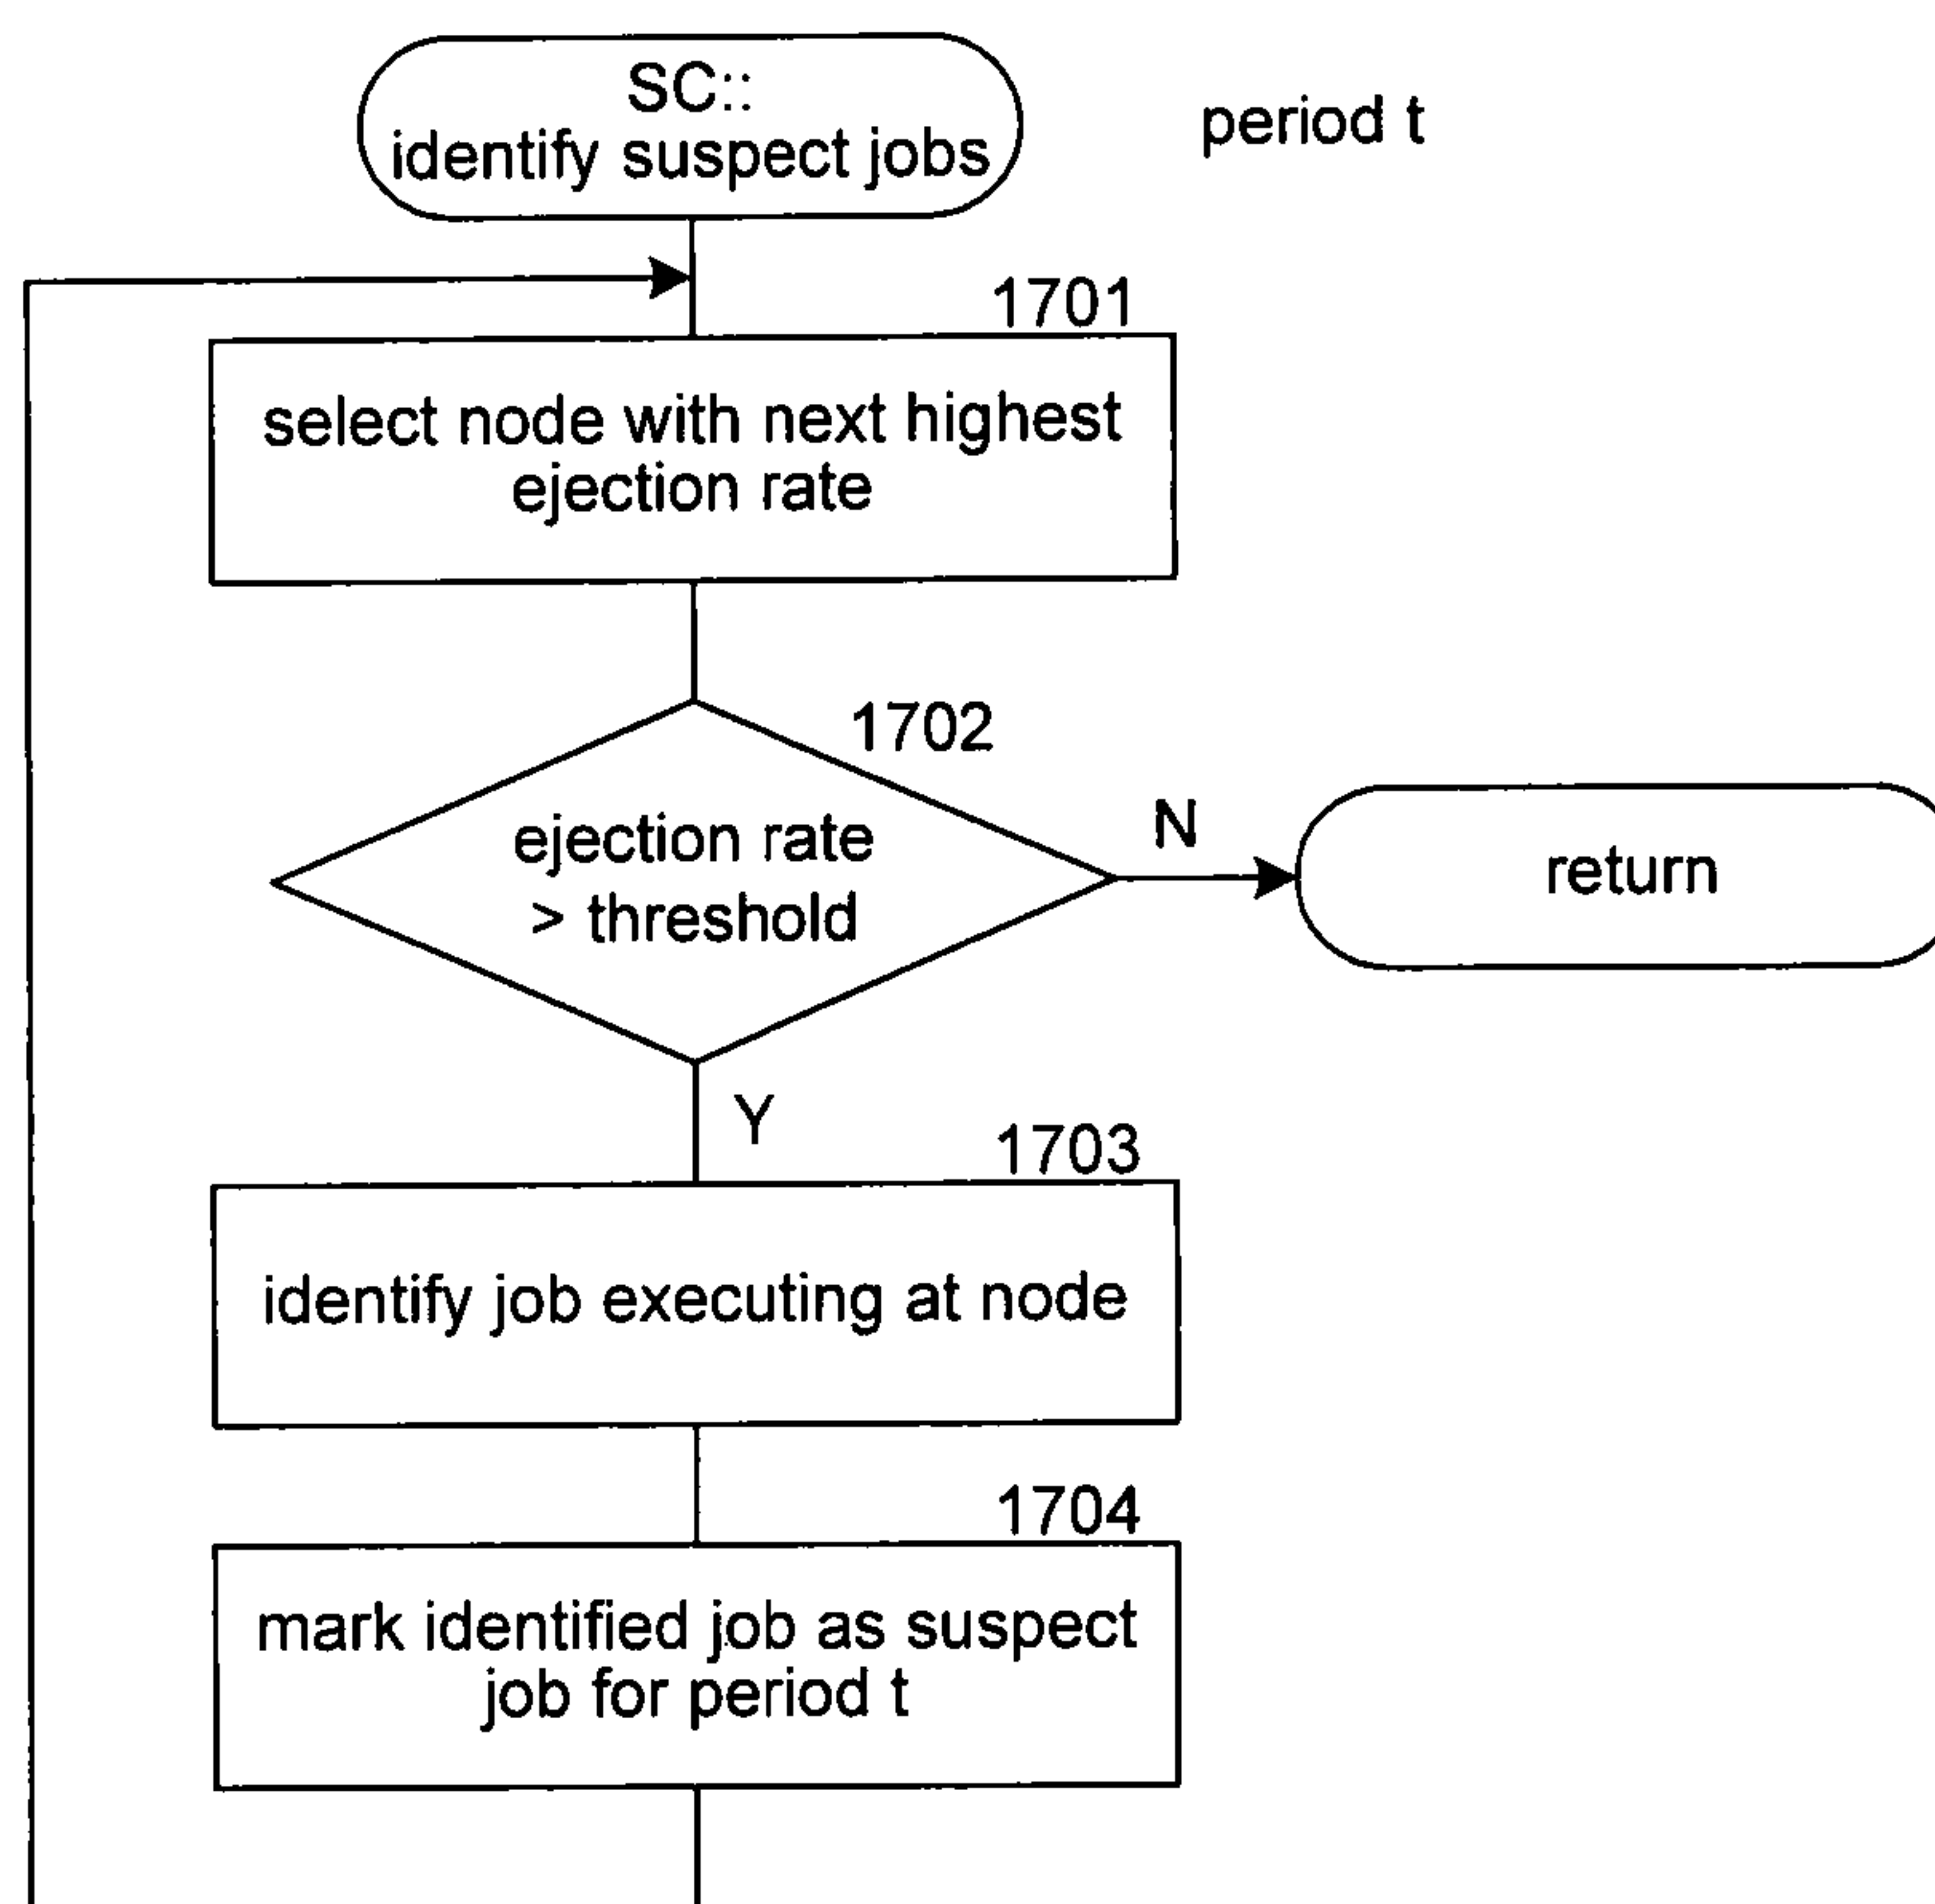 SC::
identify suspect jobs
period t
1701
select node with next highest
ejection rate
1702
ejection rate
> threshold
N
return
Y
1703
identify job executing at node
1704
mark identified job as suspect
job for period t